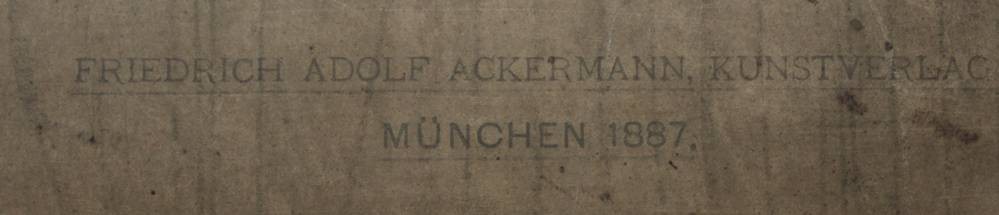 FRIEDRICH ADOLF ACKERMANN, KUNSTVERLAG
MÜNCHEN 1887.